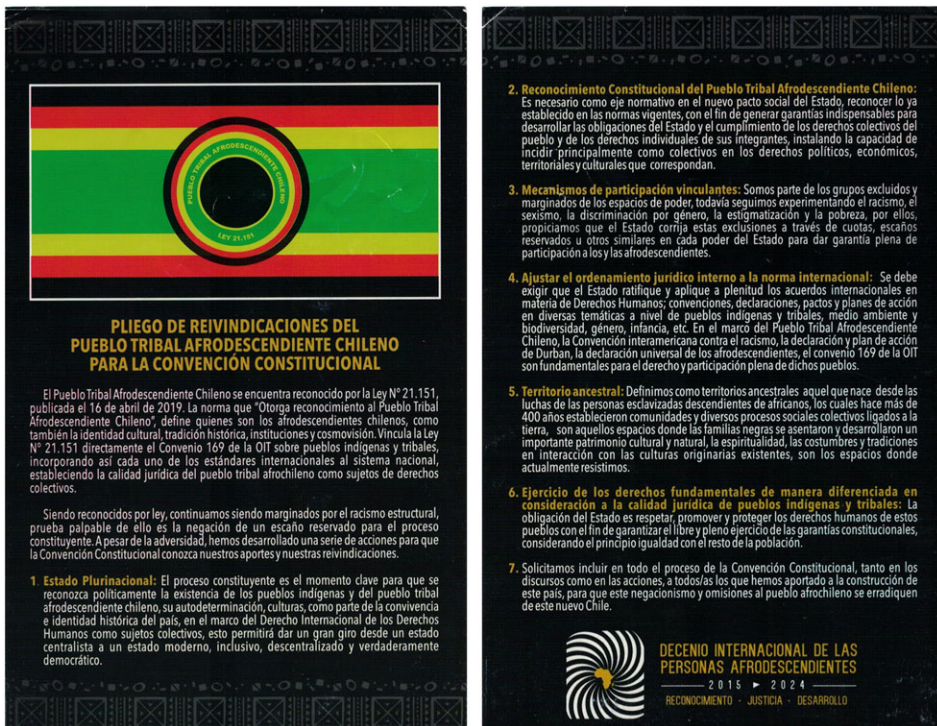 PUEBLO TRIBAL AFRODESCENDIENTE CHILENO
LEY 21.151
PLIEGO DE REIVINDICACIONES DEL
PUEBLO TRIBAL AFRODESCENDIENTE CHILENO
PARA LA CONVENCIÓN CONSTITUCIONAL
El Pueblo Tribal Afrodescendiente Chileno se encuentra reconocido por la Ley N° 21.151,
publicada el 16 de abril de 2019. La norma que "Otorga reconocimiento al Pueblo Tribal
Afrodescendiente Chileno", define quienes son los afrodescendientes chilenos, como
también la identidad cultural, tradición histórica, instituciones y cosmovisión. Vincula la Ley
N° 21.151 directamente el Convenio 169 de la OIT sobre pueblos indígenas y tribales,
incorporando así cada uno de los estándares internacionales al sistema nacional,
estableciendo la calidad jurídica del pueblo tribal afrochileno como sujetos de derechos
colectivos.
Siendo reconocidos por ley, continuamos siendo marginados por el racismo estructural,
prueba palpable de ello es la negación de un escaño reservado para el proceso
constituyente. A pesar de la adversidad, hemos desarrollado una serie de acciones para que
la Convención Constitucional conozca nuestros aportes y nuestras reivindicaciones.
1. Estado Plurinacional: El proceso constituyente es el momento clave para que se
reconozca políticamente la existencia de los pueblos indígenas y del pueblo tribal
afrodescendiente chileno, su autodeterminación, culturas, como parte de la convivencia
e identidad histórica del país, en el marco del Derecho Internacional de los Derechos
Humanos como sujetos colectivos, esto permitirá dar un gran giro desde un estado
centralista a un estado moderno, inclusivo, descentralizado y verdaderamente
democrático.
2. Reconocimiento Constitucional del Pueblo Tribal Afrodescendiente Chileno:
Es necesario como eje normativo en el nuevo pacto social del Estado, reconocer lo ya
establecido en las normas vigentes, con el fin de generar garantías indispensables para
desarrollar las obligaciones del Estado y el cumplimiento de los derechos colectivos del
pueblo y de los derechos individuales de sus integrantes, instalando la capacidad de
incidir principalmente como colectivos en los derechos políticos, económicos,
territoriales y culturales que correspondan.
3. Mecanismos de participación vinculantes: Somos parte de los grupos excluidos y
marginados de los espacios de poder, todavía seguimos experimentando el racismo, el
sexismo, la discriminación por género, la estigmatización y la pobreza, por ellos,
propiciamos que el Estado corrija estas exclusiones a través de cuotas, escaños
reservados u otros similares en cada poder del Estado para dar garantía plena de
participación a los y las afrodescendientes.
4. Ajustar el ordenamiento jurídico interno a la norma internacional: Se debe
exigir que el Estado ratifique y aplique a plenitud los acuerdos internacionales en
materia de Derechos Humanos; convenciones, declaraciones, pactos y planes de acción
en diversas temáticas a nivel de pueblos indígenas y tribales, medio ambiente y
biodiversidad, género, infancia, etc. En el marco del Pueblo Tribal Afrodescendiente
Chileno, la Convención interamericana contra el racismo, la declaración y plan de acción
de Durban, la declaración universal de los afrodescendientes, el convenio 169 de la OIT
son fundamentales para el derecho y participación plena de dichos pueblos.
5. Territorio ancestral: Definimos como territorios ancestrales aquel que nace desde las
luchas de las personas esclavizadas descendientes de africanos, los cuales hace más de
400 años establecieron comunidades y diversos procesos sociales colectivos ligados a la
tierra, son aquellos espacios donde las familias negras se asentaron y desarrollaron un
importante patrimonio cultural y natural, la espiritualidad, las costumbres y tradiciones
en interacción con las culturas originarias existentes, son los espacios donde
actualmente resistimos.
6. Ejercicio de los derechos fundamentales de manera diferenciada en
consideración a la calidad jurídica de pueblos indígenas y tribales: La
obligación del Estado es respetar, promover y proteger los derechos humanos de estos
pueblos con el fin de garantizar el libre y pleno ejercicio de las garantías constitucionales,
considerando el principio igualdad con el resto de la población.
7. Solicitamos incluir en todo el proceso de la Convención Constitucional, tanto en los
discursos como en las acciones, a todos/as los que hemos aportado a la construcción de
este país, para que este negacionismo y omisiones al pueblo afrochileno se erradiquen
de este nuevo Chile.
DECENIO INTERNACIONAL DE LAS
PERSONAS AFRODESCENDIENTES
2015 ► 2024
RECONOCIMIENTO · JUSTICIA · DESARROLLO